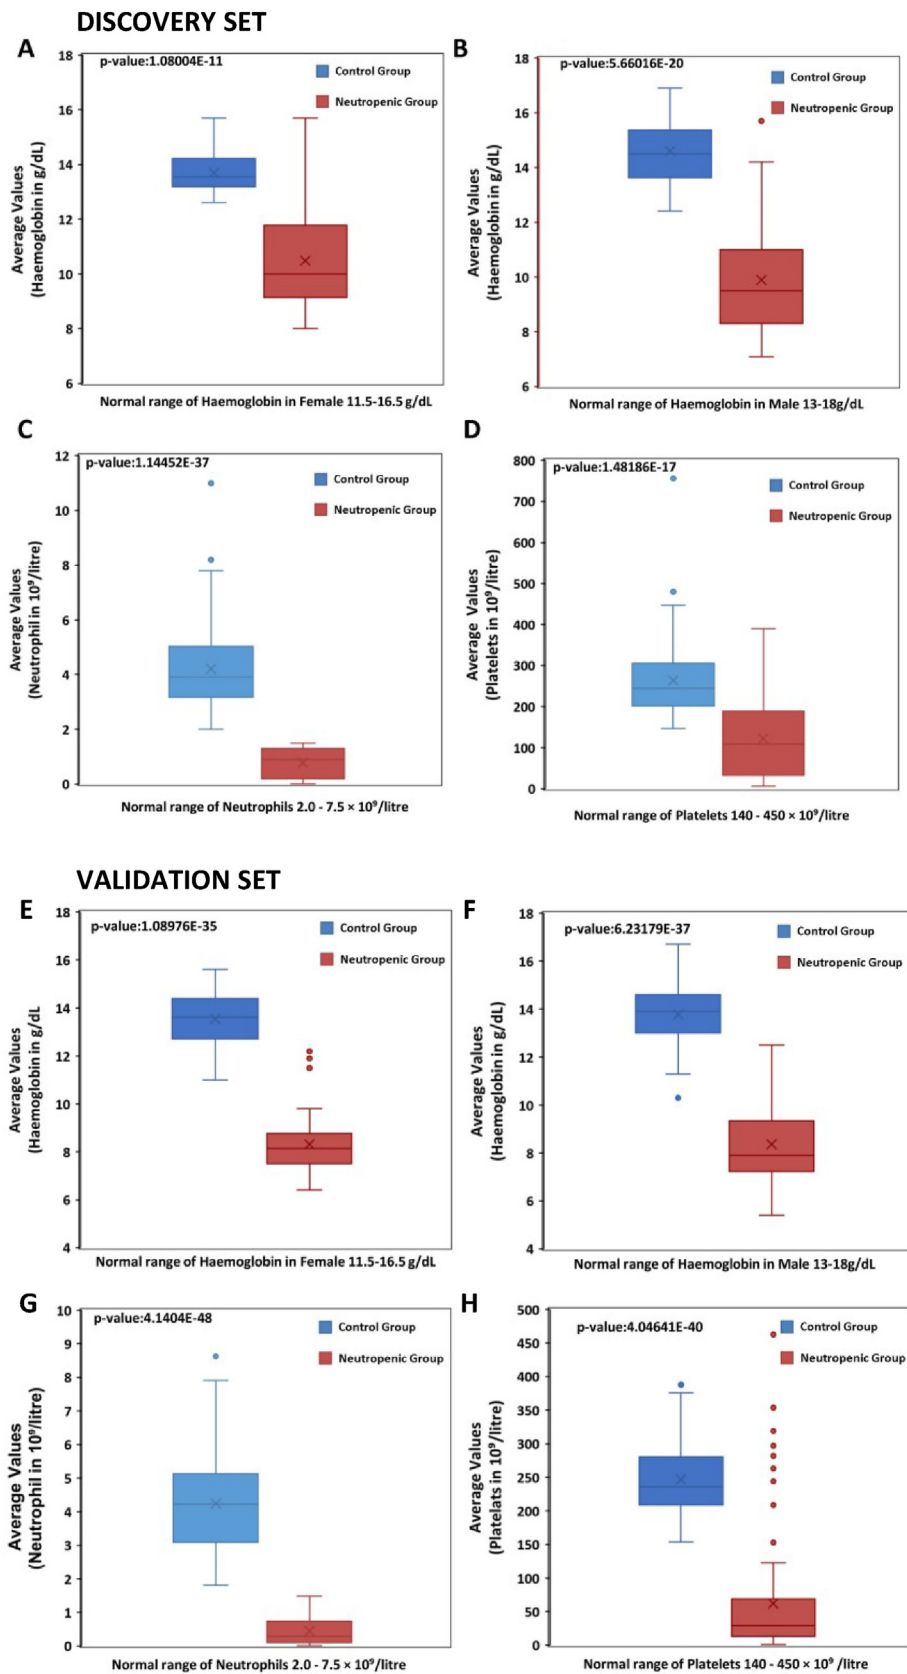 DISCOVERY SET
A
p-value:1.08004E-11
Control Group
Neutropenic Group
18
16
14
12
10
8
6
Average Values
(Haemoglobin in g/dL)
Normal range of Haemoglobin in Female 11.5-16.5 g/dL
B
p-value:5.66016E-20
Control Group
Neutropenic Group
18
16
14
12
10
8
6
Average Values
(Haemoglobin in g/dL)
Normal range of Haemoglobin in Male 13-18g/dL
C
p-value:1.14452E-37
Control Group
Neutropenic Group
12
10
8
6
4
2
0
Average Values
(Neutrophil in 10⁹/litre)
Normal range of Neutrophils 2.0 - 7.5 × 10⁹/litre
D
p-value:1.48186E-17
Control Group
Neutropenic Group
800
700
600
500
400
300
200
100
0
Average Values
(Platelets in 10⁹/litre)
Normal range of Platelets 140 - 450 × 10⁹/litre
VALIDATION SET
E
p-value:1.08976E-35
Control Group
Neutropenic Group
18
16
14
12
10
8
6
4
Average Values
(Haemoglobin in g/dL
Normal range of Haemoglobin in Female 11.5-16.5 g/dL
F
p-value:6.23179E-37
Control Group
Neutropenic Group
18
16
14
12
10
8
6
4
Average Values
(Haemoglobin in g/dL)
Normal range of Haemoglobin in Male 13-18g/dL
G
p-value:4.1404E-48
Control Group
Neutropenic Group
10
9
8
7
6
5
4
3
2
1
0
Average Values
(Neutrophil in 10⁹/litre)
Normal range of Neutrophils 2.0 - 7.5 × 10⁹/litre
H
p-value:4.04641E-40
Control Group
Neutropenic Group
500
450
400
350
300
250
200
150
100
50
0
Average Values
(Platelats in 10⁹/litre)
Normal range of Platelets 140 - 450 × 10⁹ /litre